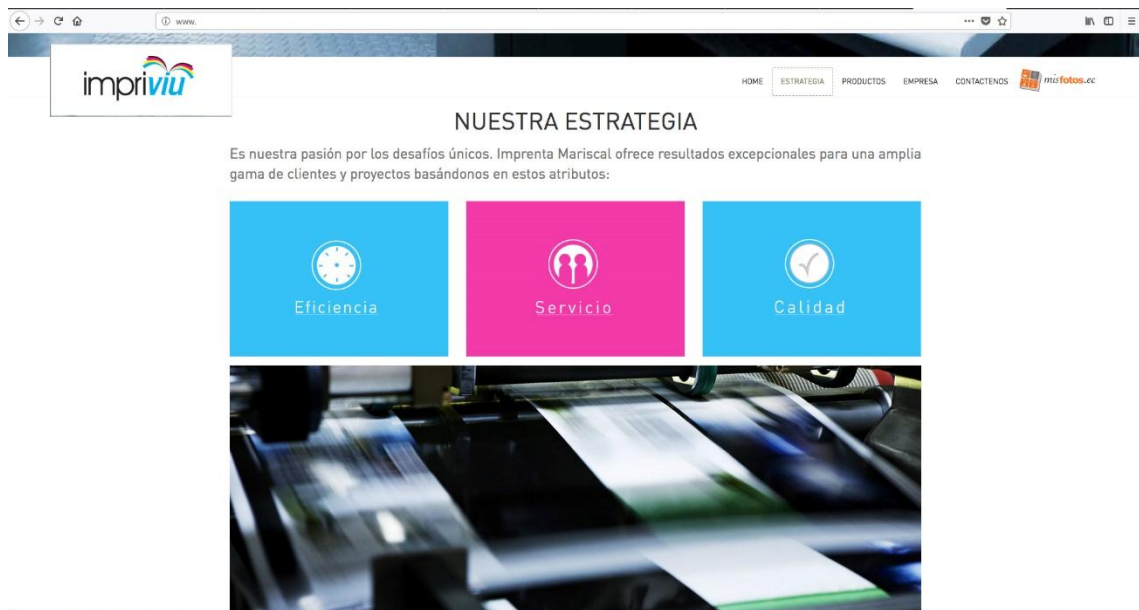 www.
impriviu
HOME ESTRATEGIA PRODUCTOS EMPRESA CONTACTENOS misfotos.ec
NUESTRA ESTRATEGIA
Es nuestra pasión por los desafíos únicos. Imprenta Mariscal ofrece resultados excepcionales para una amplia
gama de clientes y proyectos basándonos en estos atributos:
Eficiencia
Servicio
Calidad